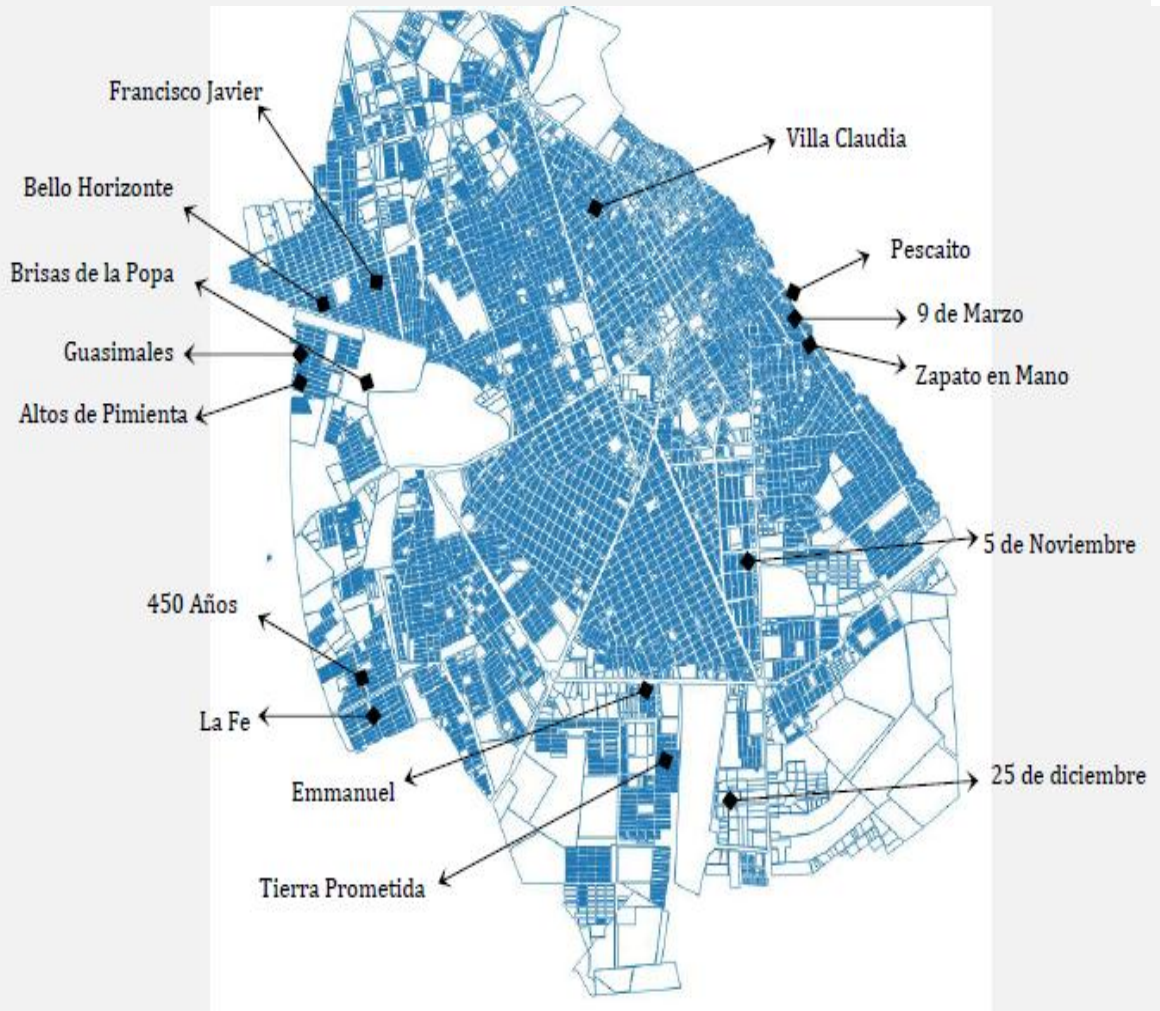 Francisco Javier
Villa Claudia
Bello Horizonte
Pescaito
Brisas de la Popa
9 de Marzo
Guasimales
Zapato en Mano
Altos de Pimienta
5 de Noviembre
450 Años
La Fe
25 de diciembre
Emmanuel
Tierra Prometida